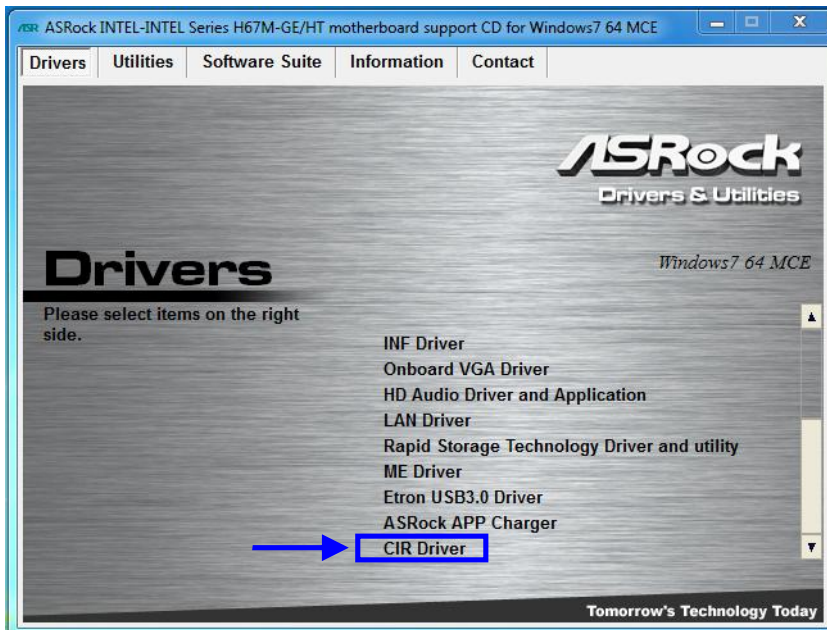 ASRock INTEL-INTEL Series H67M-GE/HT motherboard support CD for Windows7 64 MCE
Drivers Utilities Software Suite Information Contact
ASRock
Drivers & Utilities
Drivers
Windows7 64 MCE
Please select items on the right
side.
INF Driver
Onboard VGA Driver
HD Audio Driver and Application
LAN Driver
Rapid Storage Technology Driver and utility
ME Driver
Etron USB3.0 Driver
ASRock APP Charger
CIR Driver
Tomorrow's Technology Today